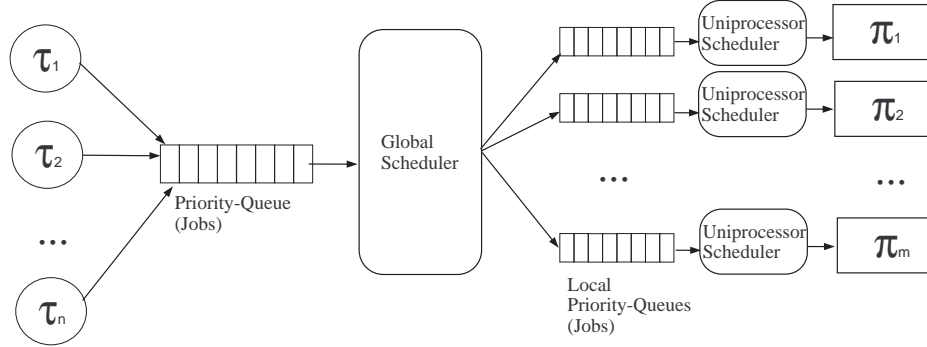 τ1
τ2
...
τn
Priority-Queue
(Jobs)
Global
Scheduler
Uniprocessor
Scheduler
π1
Uniprocessor
Scheduler
π2
...
...
Uniprocessor
Scheduler
πm
Local
Priority-Queues
(Jobs)